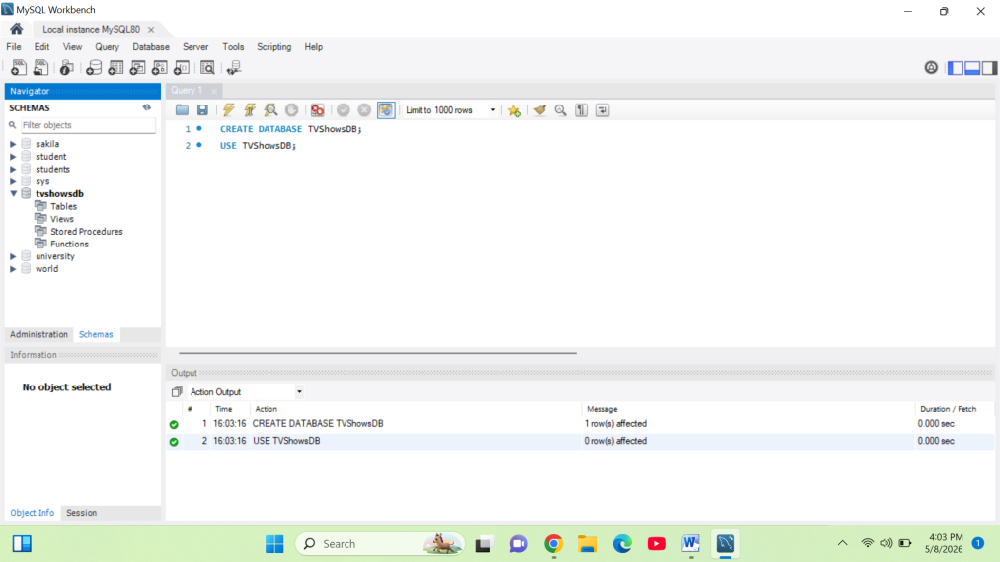 MySQL Workbench
Local instance MySQL80
File Edit View Query Database Server Tools Scripting Help
Navigator
SCHEMAS
Filter objects
sakila
student
students
sys
tvshowsdb
Tables
Views
Stored Procedures
Functions
university
world
Administration Schemas
Information
No object selected
Object Info Session
Query 1
Limit to 1000 rows
1 CREATE DATABASE TVShowsDB;
2 USE TVShowsDB;
Output
Action Output
# Time Action Message Duration / Fetch
1 16:03:16 CREATE DATABASE TVShowsDB 1 row(s) affected 0.000 sec
2 16:03:16 USE TVShowsDB 0 row(s) affected 0.000 sec
Search
4:03 PM
5/8/2026
1